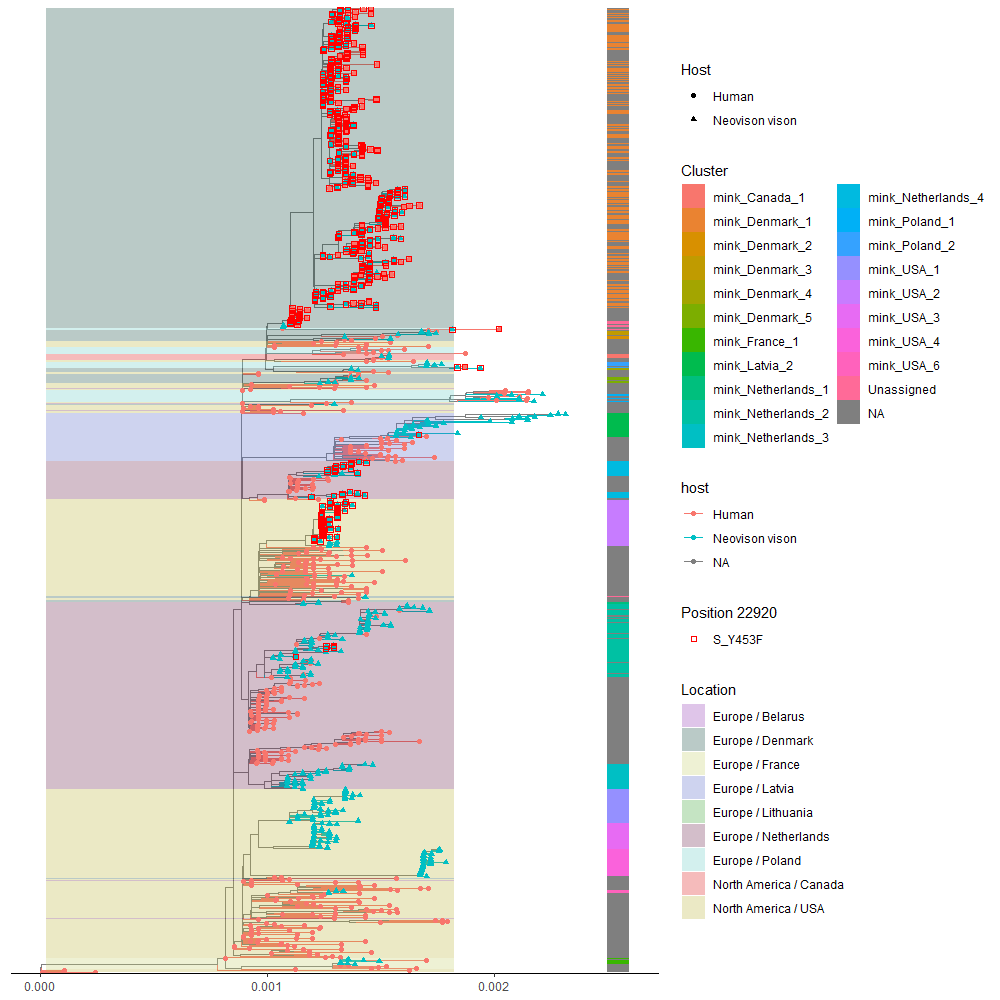 Host
Human
Neovison vison
Cluster
mink_Canada_1
mink_Denmark_1
mink_Denmark_2
mink_Denmark_3
mink_Denmark_4
mink_Denmark_5
mink_France_1
mink_Latvia_2
mink_Netherlands_1
mink_Netherlands_2
mink_Netherlands_3
mink_Netherlands_4
mink_Poland_1
mink_Poland_2
mink_USA_1
mink_USA_2
mink_USA_3
mink_USA_4
mink_USA_6
Unassigned
NA
host
Human
Neovison vison
NA
Position 22920
S_Y453F
Location
Europe / Belarus
Europe / Denmark
Europe / France
Europe / Latvia
Europe / Lithuania
Europe / Netherlands
Europe / Poland
North America / Canada
North America / USA
0.000 0.001 0.002